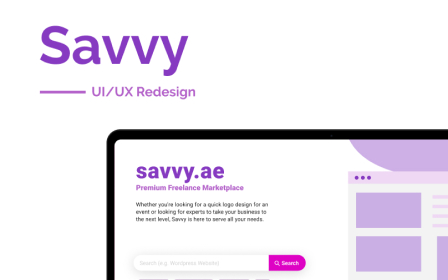 Savvy
UI/UX Redesign
savvy.ae
Premium Freelance Marketplace
Whether you're looking for a quick logo design for an
event or looking for experts to take your business to
the next level, Savvy is here to serve all your needs.
Search (e.g. Wordpress Website)
Search